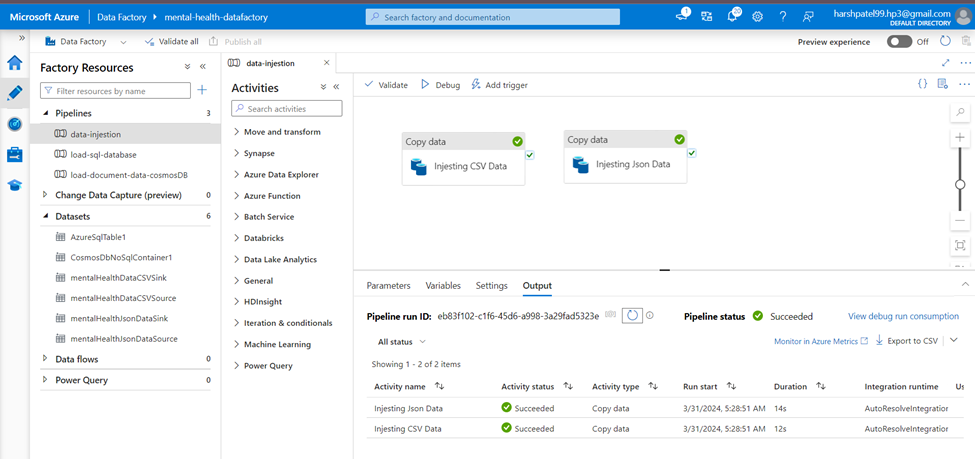 Microsoft Azure Data Factory mental-health-datafactory Search factory and documentation 1 20 harshpatel99.hp3@gmail.com
DEFAULT DIRECTORY
Data Factory Validate all Publish all Preview experience Off
Factory Resources
Filter resources by name
Pipelines 3
data-injestion
load-sql-database
load-document-data-cosmosDB
Change Data Capture (preview) 0
Datasets 6
AzureSqlTable1
CosmosDbNoSqlContainer1
mentalHealthDataCSVSink
mentalHealthDataCSVSource
mentalHealthJsonDataSink
mentalHealthJsonDataSource
Data flows 0
Power Query 0
data-injestion
Activities
Search activities
Move and transform
Synapse
Azure Data Explorer
Azure Function
Batch Service
Databricks
Data Lake Analytics
General
HDInsight
Iteration & conditionals
Machine Learning
Power Query
Validate Debug Add trigger
Copy data
Injesting CSV Data
Copy data
Injesting Json Data
Parameters Variables Settings Output
Pipeline run ID: eb83f102-c1f6-45d6-a998-3a29fad5323e Pipeline status Succeeded View debug run consumption
All status Monitor in Azure Metrics Export to CSV
Showing 1 - 2 of 2 items
Activity name Activity status Activity type Run start Duration Integration runtime Us
Injesting Json Data Succeeded Copy data 3/31/2024, 5:28:51 AM 14s AutoResolveIntegration
Injesting CSV Data Succeeded Copy data 3/31/2024, 5:28:51 AM 12s AutoResolveIntegration